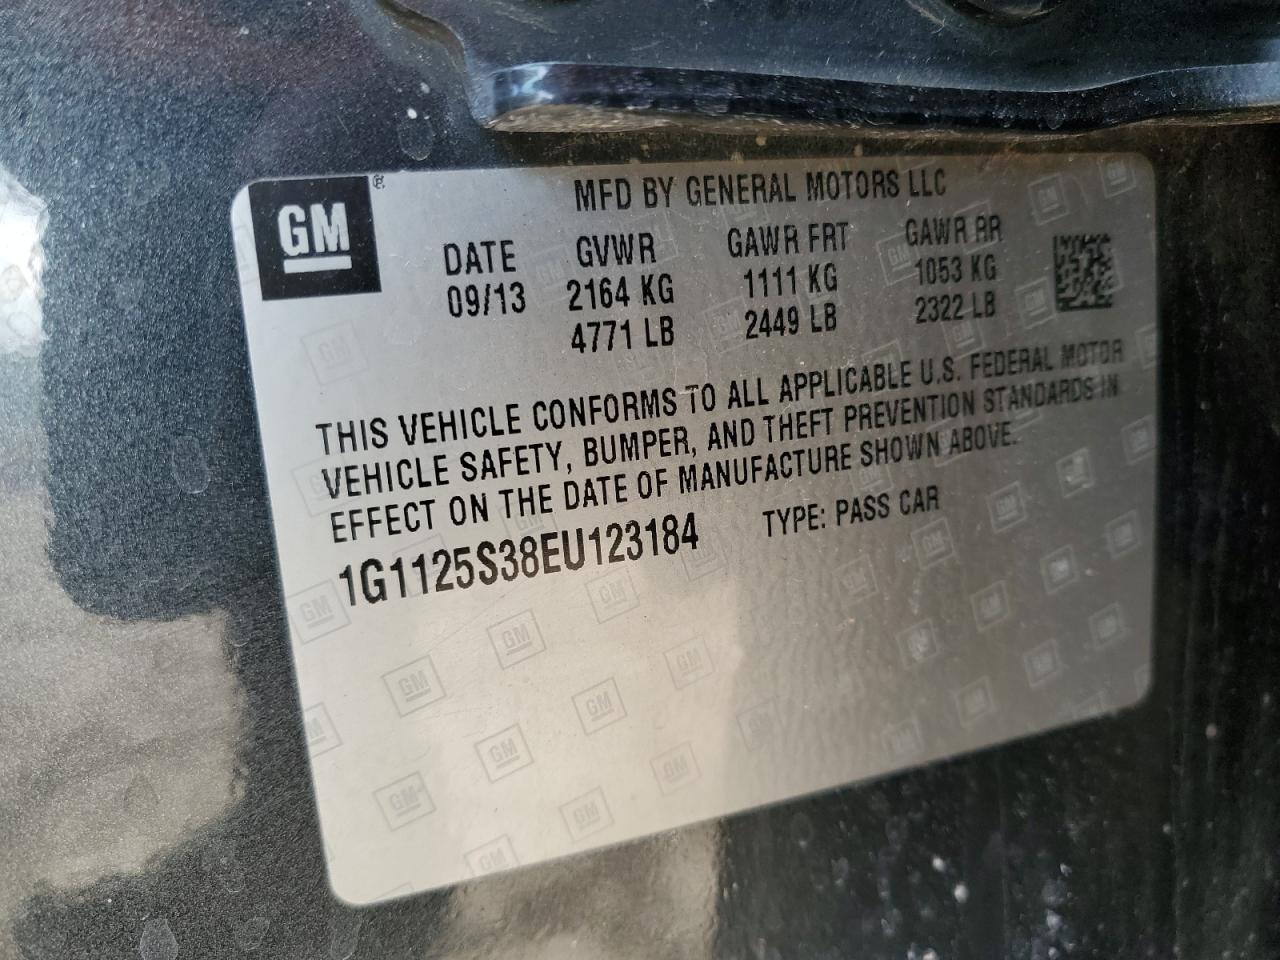 GM®
MFD BY GENERAL MOTORS LLC
DATE GVWR GAWR FRT GAWR RR
09/13 2164 KG 1111 KG 1053 KG
4771 LB 2449 LB 2322 LB
THIS VEHICLE CONFORMS TO ALL APPLICABLE U.S. FEDERAL MOTOR
VEHICLE SAFETY, BUMPER, AND THEFT PREVENTION STANDARDS IN
EFFECT ON THE DATE OF MANUFACTURE SHOWN ABOVE.
1G1125S38EU123184 TYPE: PASS CAR